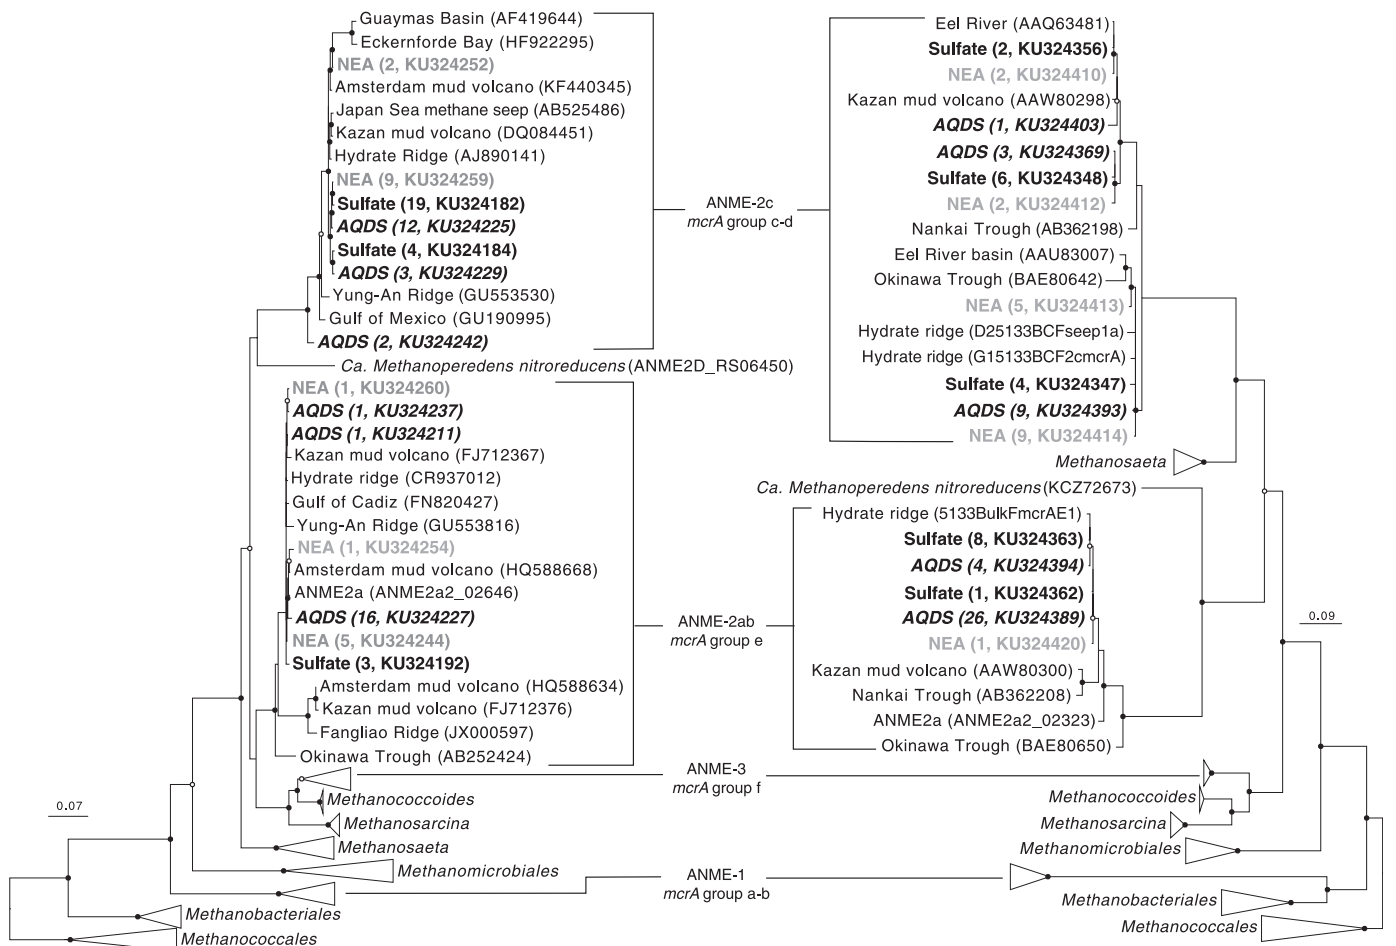 Guaymas Basin (AF419644)
Eckernforde Bay (HF922295)
NEA (2, KU324252)
Amsterdam mud volcano (KF440345)
Japan Sea methane seep (AB525486)
Kazan mud volcano (DQ084451)
Hydrate Ridge (AJ890141)
NEA (9, KU324259)
Sulfate (19, KU324182)
AQDS (12, KU324225)
Sulfate (4, KU324184)
AQDS (3, KU324229)
Yung-An Ridge (GU553530)
Gulf of Mexico (GU190995)
AQDS (2, KU324242)
Ca. Methanoperedens nitroreducens (ANME2D_RS06450)
NEA (1, KU324260)
AQDS (1, KU324237)
AQDS (1, KU324211)
Kazan mud volcano (FJ712367)
Hydrate ridge (CR937012)
Gulf of Cadiz (FN820427)
Yung-An Ridge (GU553816)
NEA (1, KU324254)
Amsterdam mud volcano (HQ588668)
ANME2a (ANME2a2_02646)
AQDS (16, KU324227)
NEA (5, KU324244)
Sulfate (3, KU324192)
Amsterdam mud volcano (HQ588634)
Kazan mud volcano (FJ712376)
Fangliao Ridge (JX000597)
Okinawa Trough (AB252424)
Methanococcoides
Methanosarcina
Methanosaeta
Methanomicrobiales
Methanobacteriales
Methanococcales
0.07
ANME-2c
mcrA group c-d
ANME-2ab
mcrA group e
ANME-3
mcrA group f
ANME-1
mcrA group a-b
Eel River (AAQ63481)
Sulfate (2, KU324356)
NEA (2, KU324410)
Kazan mud volcano (AAW80298)
AQDS (1, KU324403)
AQDS (3, KU324369)
Sulfate (6, KU324348)
NEA (2, KU324412)
Nankai Trough (AB362198)
Eel River basin (AAU83007)
Okinawa Trough (BAE80642)
NEA (5, KU324413)
Hydrate ridge (D25133BCFseep1a)
Hydrate ridge (G15133BCF2cmcrA)
Sulfate (4, KU324347)
AQDS (9, KU324393)
NEA (9, KU324414)
Methanosaeta
Ca. Methanoperedens nitroreducens (KCZ72673)
Hydrate ridge (5133BulkFmcrAE1)
Sulfate (8, KU324363)
AQDS (4, KU324394)
Sulfate (1, KU324362)
AQDS (26, KU324389)
NEA (1, KU324420)
Kazan mud volcano (AAW80300)
Nankai Trough (AB362208)
ANME2a (ANME2a2_02323)
Okinawa Trough (BAE80650)
Methanococcoides
Methanosarcina
Methanomicrobiales
Methanobacteriales
Methanococcales
0.09